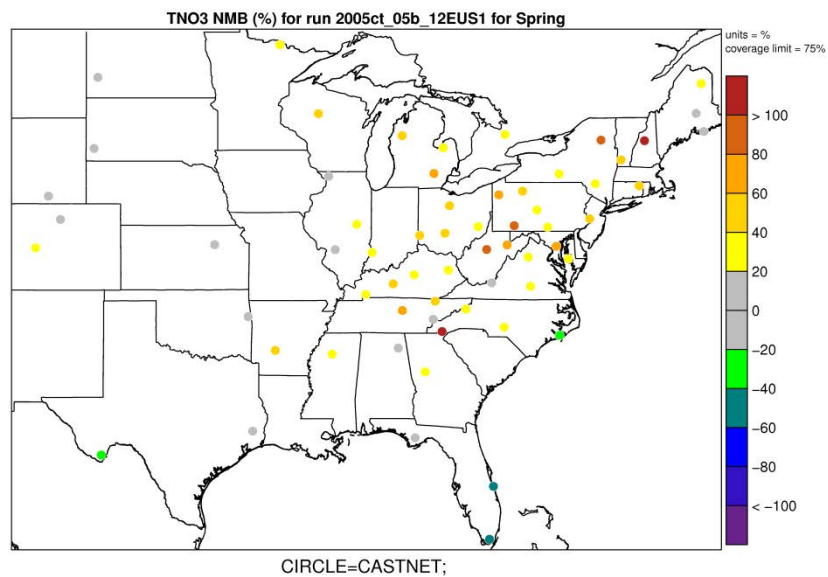 TNO3 NMB (%) for run 2005ct_05b_12EUS1 for Spring
units = %
coverage limit = 75%
> 100
80
60
40
20
0
−20
−40
−60
−80
< −100
CIRCLE=CASTNET;